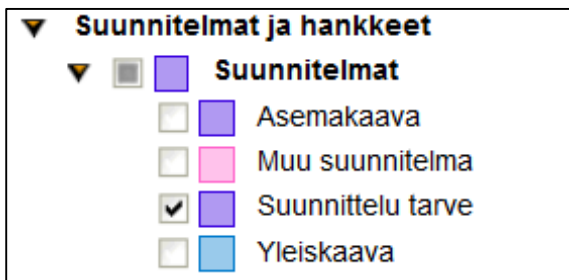 Suunnitelmat ja hankkeet
Suunnitelmat
Asemakaava
Muu suunnitelma
Suunnittelu tarve
Yleiskaava